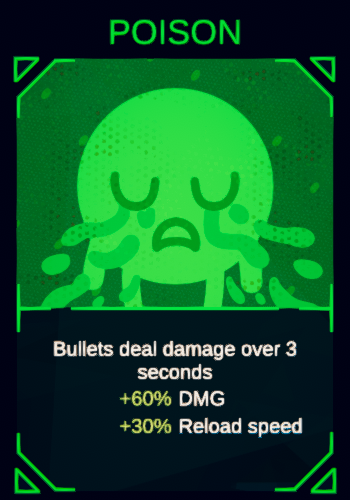 POISON
Bullets deal damage over 3
seconds
+60% DMG
+30% Reload speed